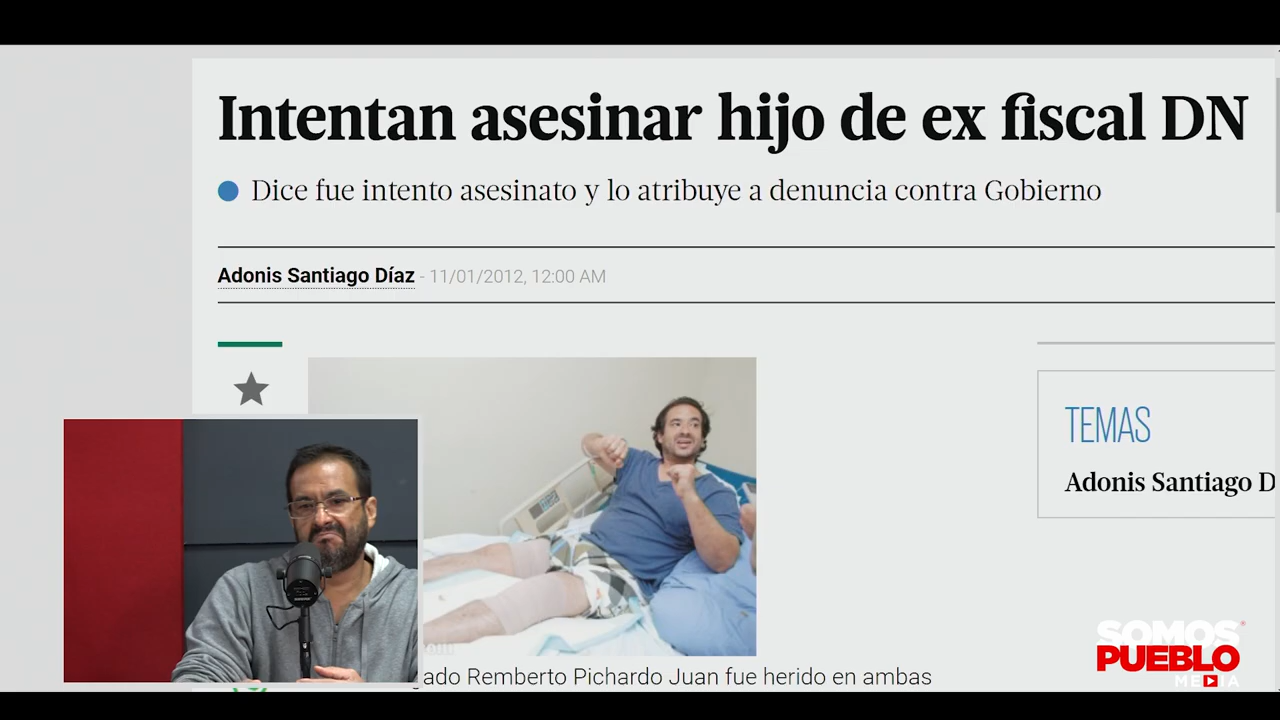 Intentan asesinar hijo de ex fiscal DN
Dice fue intento asesinato y lo atribuye a denuncia contra Gobierno
Adonis Santiago Díaz - 11/01/2012, 12:00 AM
TEMAS
Adonis Santiago D
gado Remberto Pichardo Juan fue herido en ambas
SOMOS
PUEBLO
MEDIA